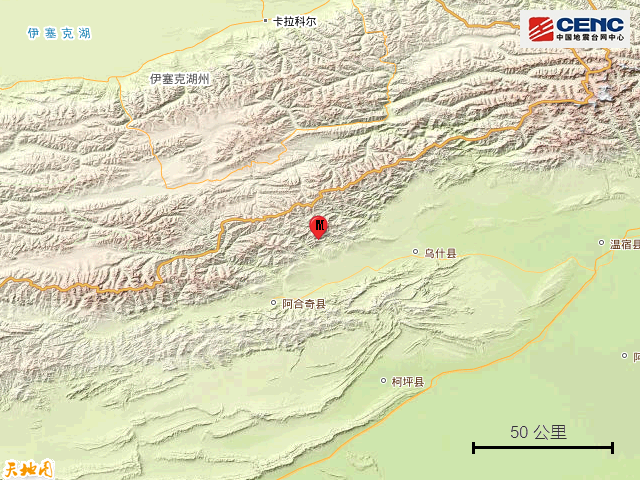 卡拉科尔
CENC
中国地震台网中心
伊塞克湖
伊塞克湖州
乌什县
温宿县
阿合奇县
阿
柯坪县
50 公里
天地图